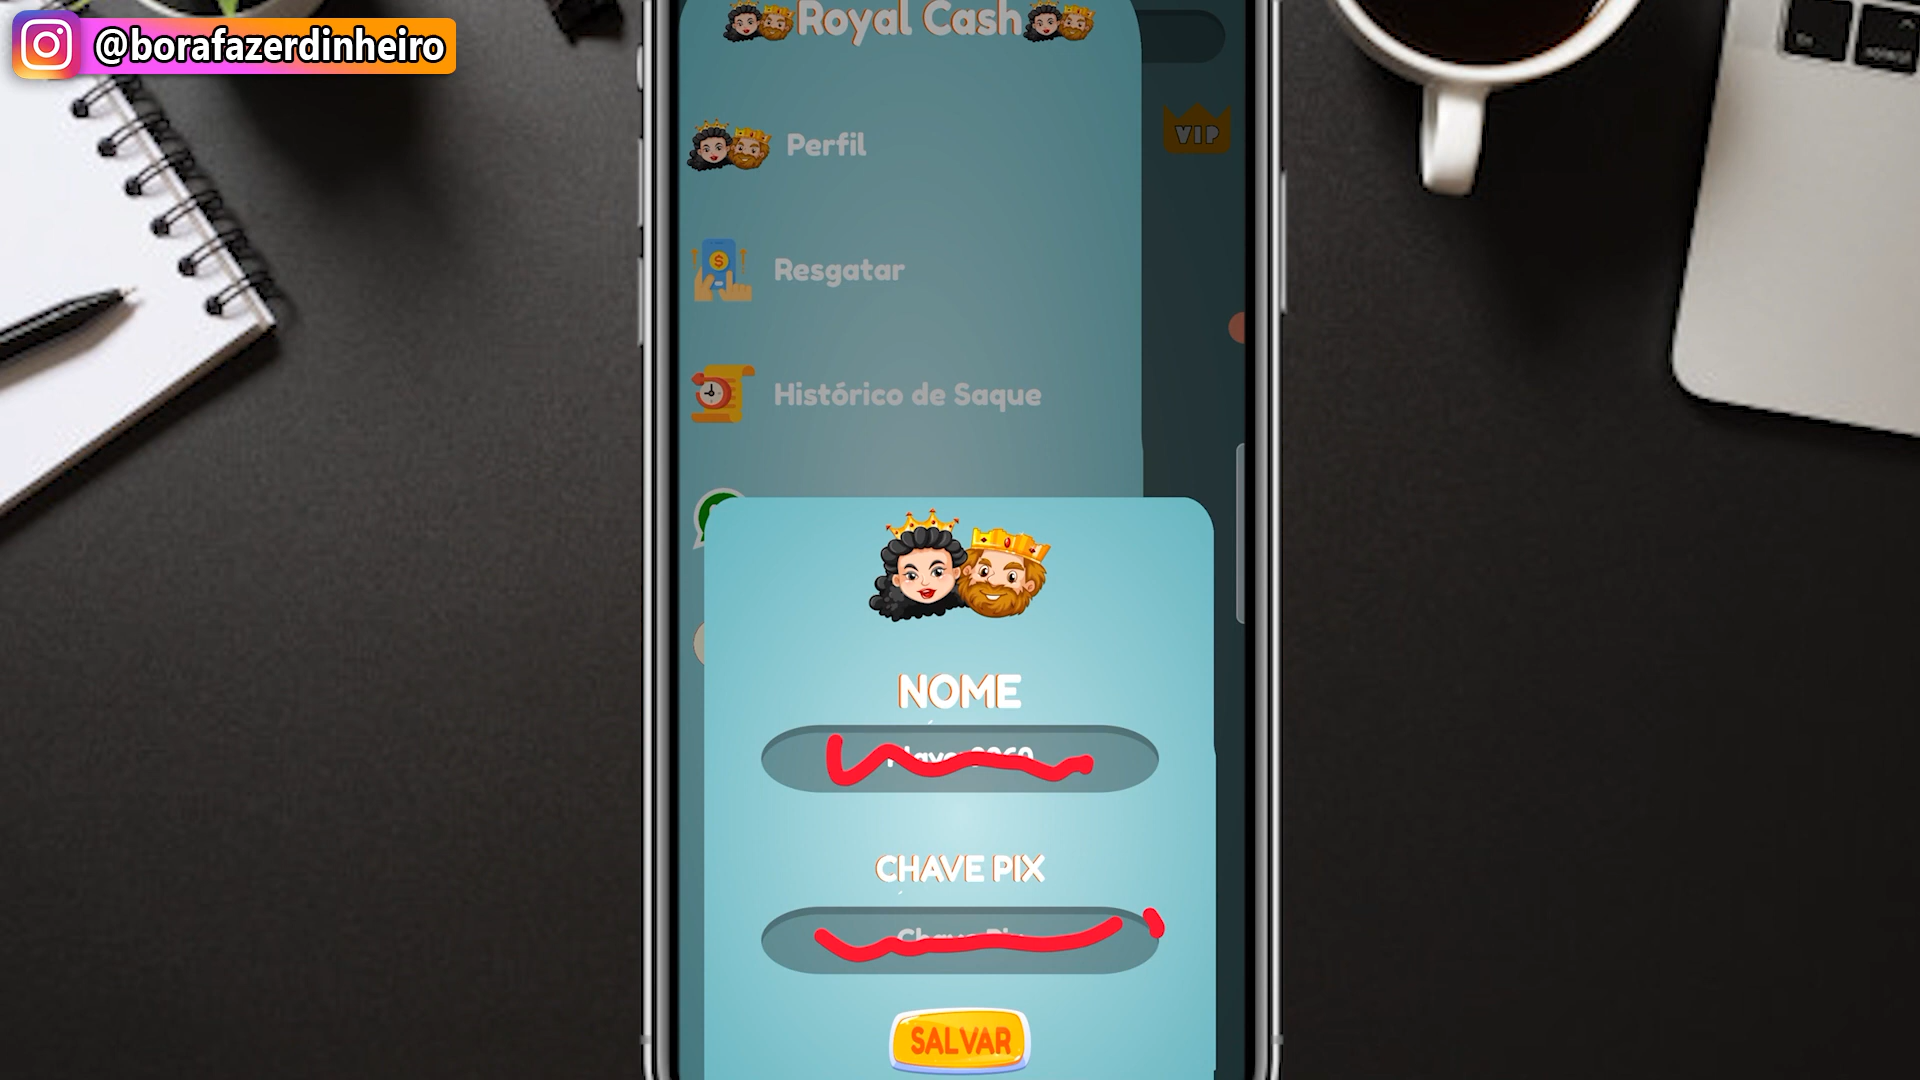 @borafazerdinheiro
Royal Cash
VIP
Perfil
Resgatar
Histórico de Saque
NOME
CHAVE PIX
SALVAR